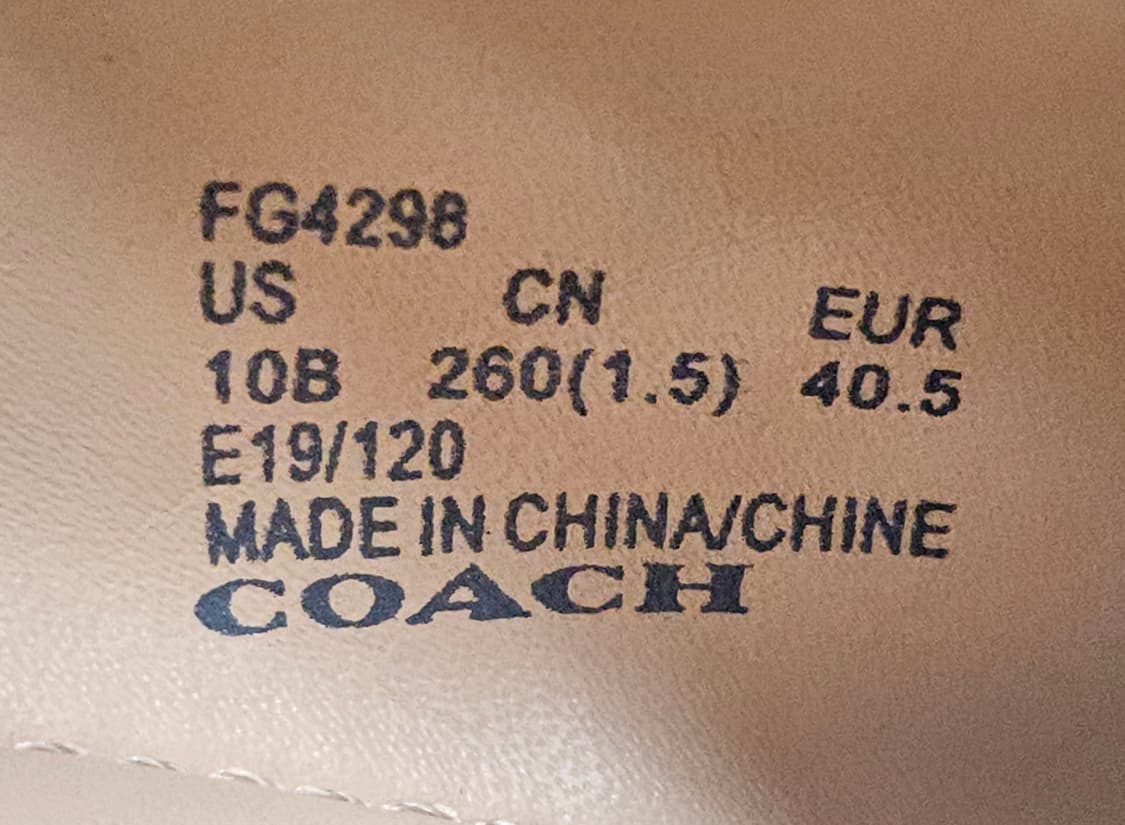 FG4298
US CN EUR
10B 260(1.5) 40.5
E19/120
MADE IN CHINA/CHINE
COACH